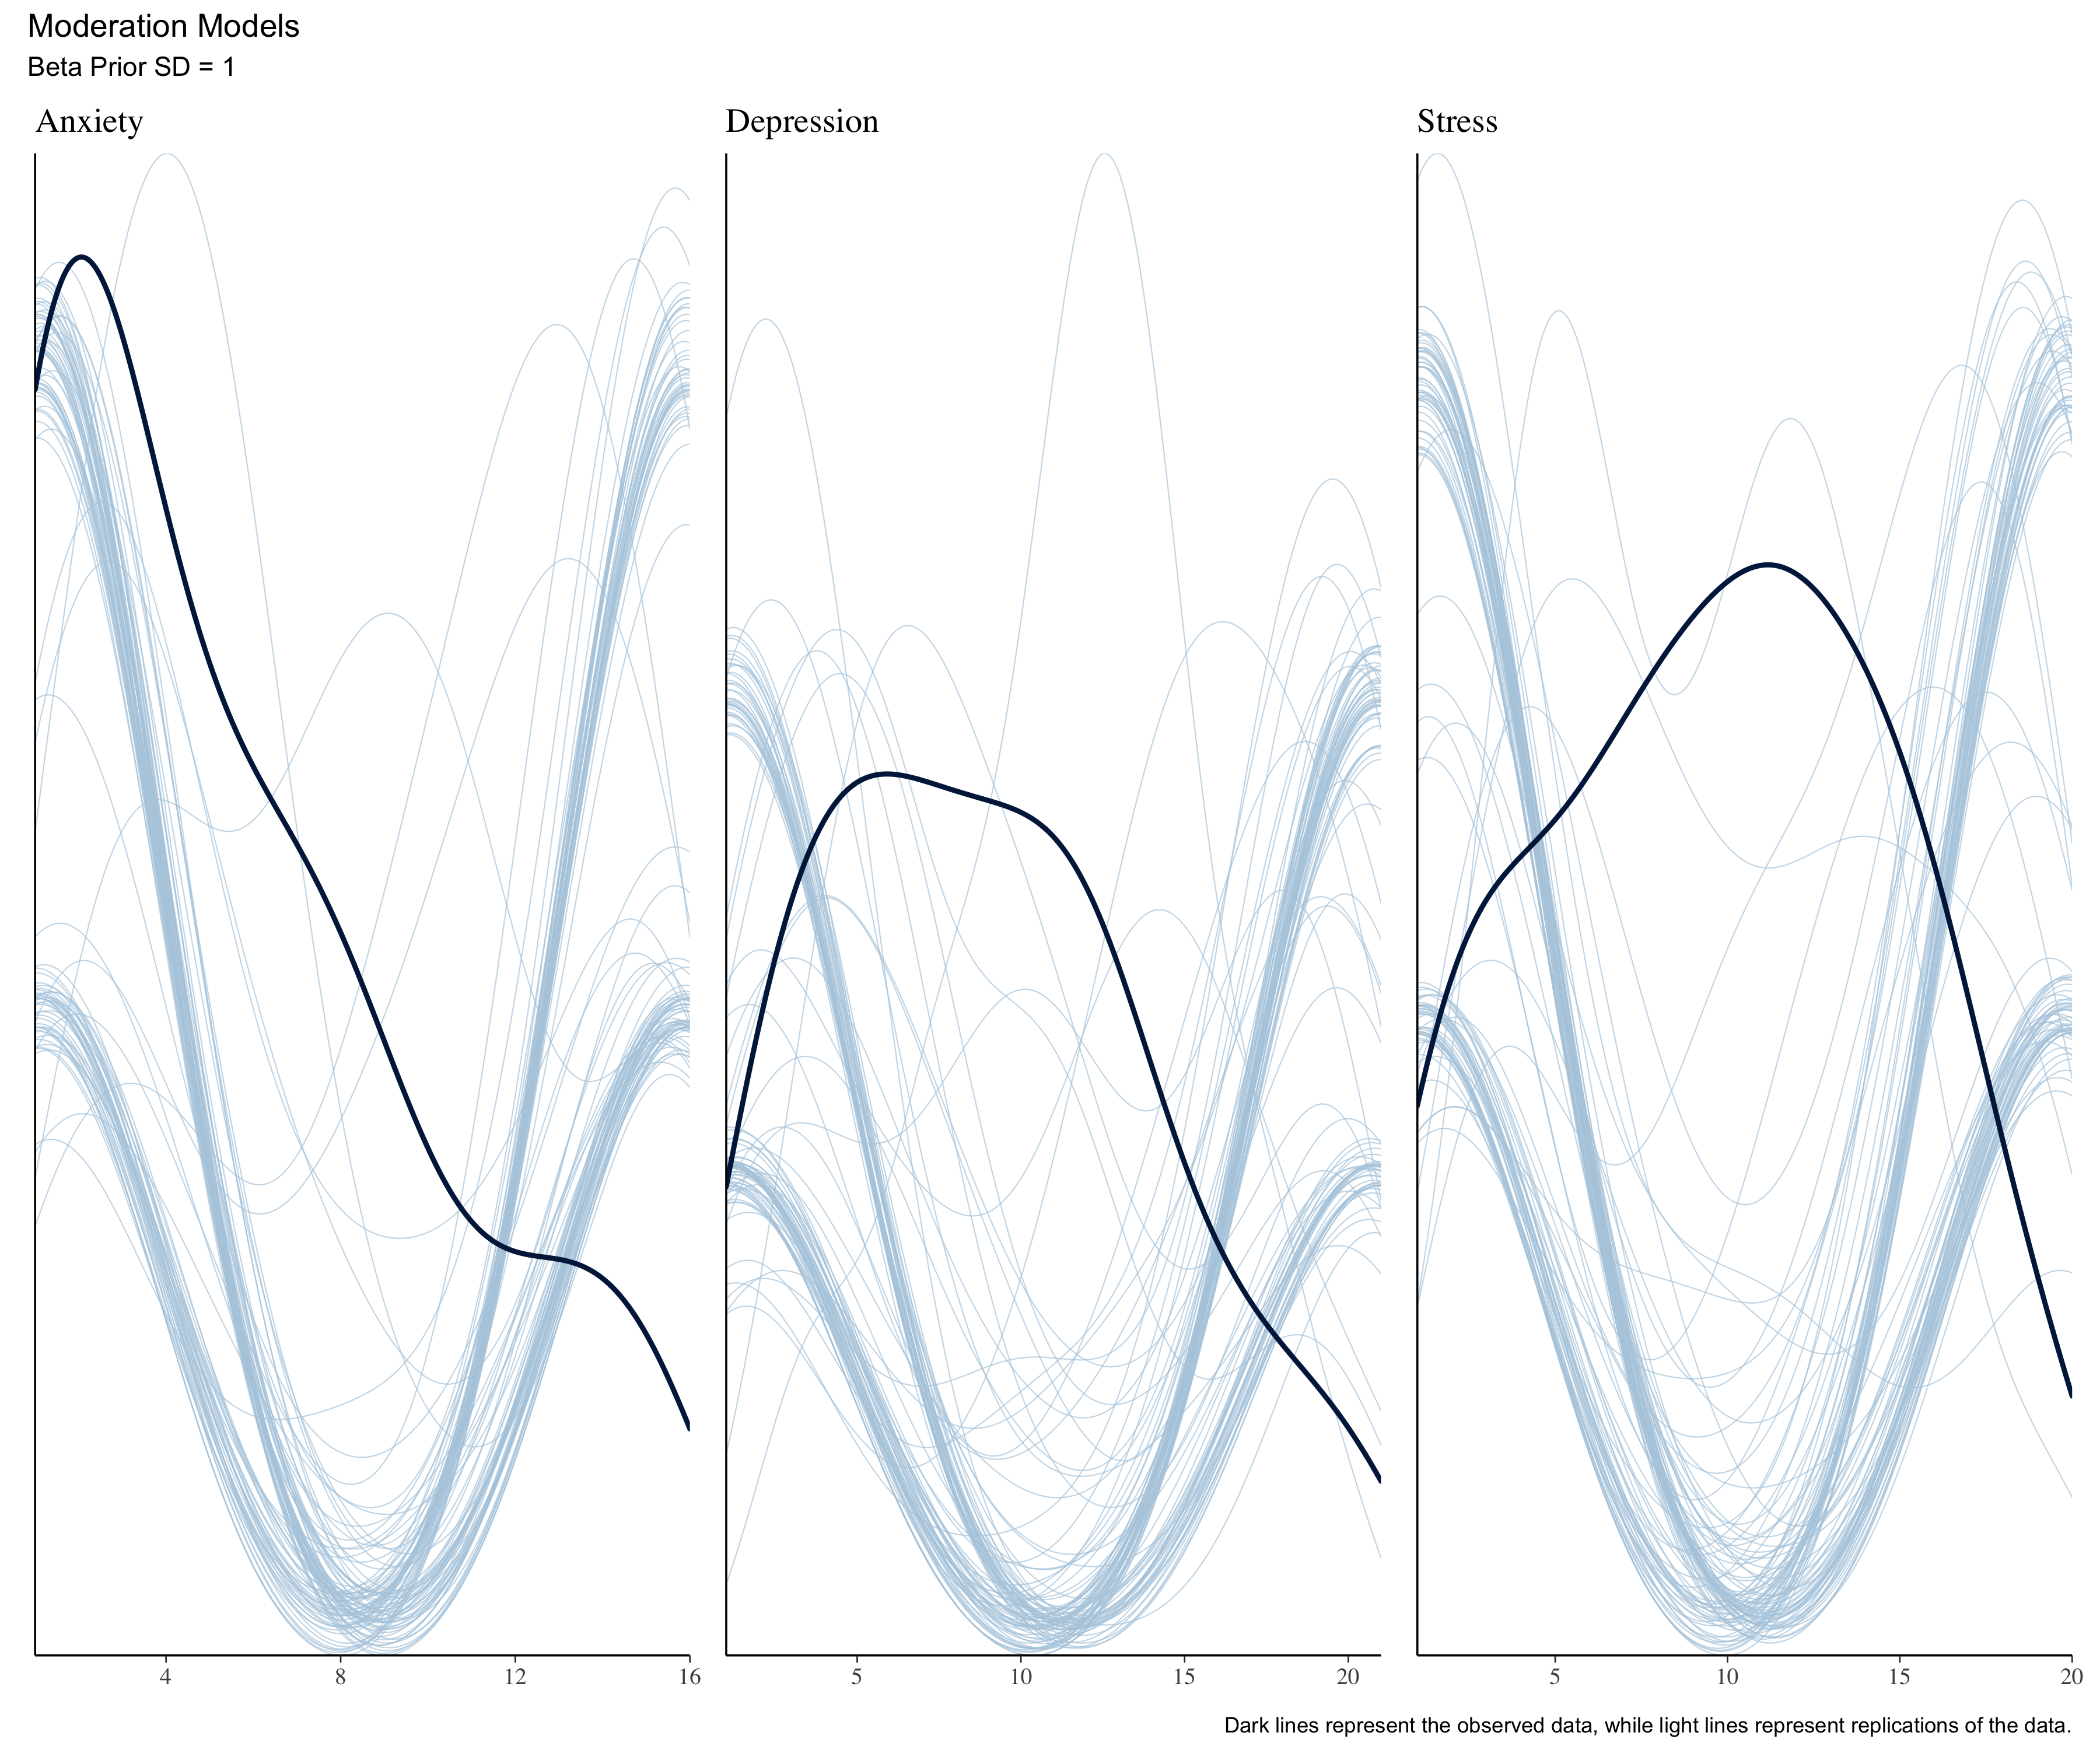 Moderation Models
Beta Prior SD = 1
Anxiety
Depression
Stress
4 8 12 16
5 10 15 20
5 10 15 20
Dark lines represent the observed data, while light lines represent replications of the data.